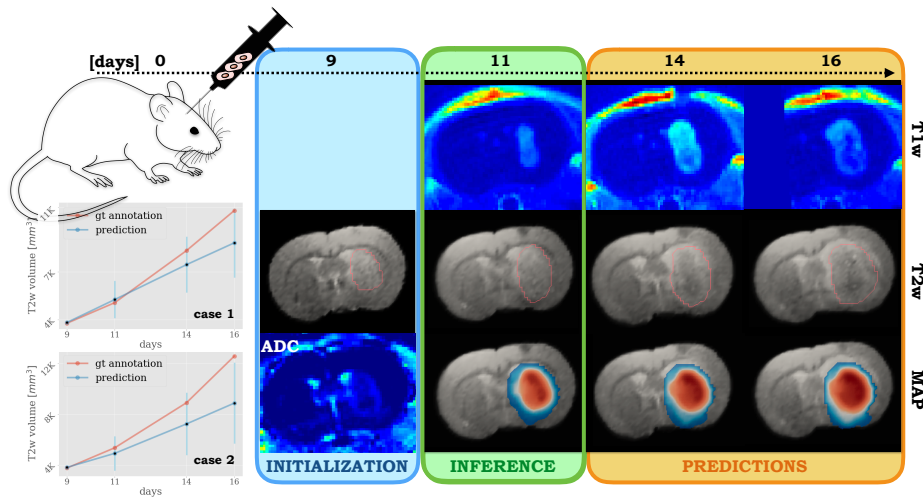 [days] 0 9 11 14 16
T1w
11K
gt annotation
prediction
7K
4K
T2w volume [mm³]
case 1
9 11 14 16
days
T2w
ADC
12K
gt annotation
prediction
8K
4K
T2w volume [mm³]
case 2
9 11 14 16
days
MAP
INITIALIZATION INFERENCE PREDICTIONS